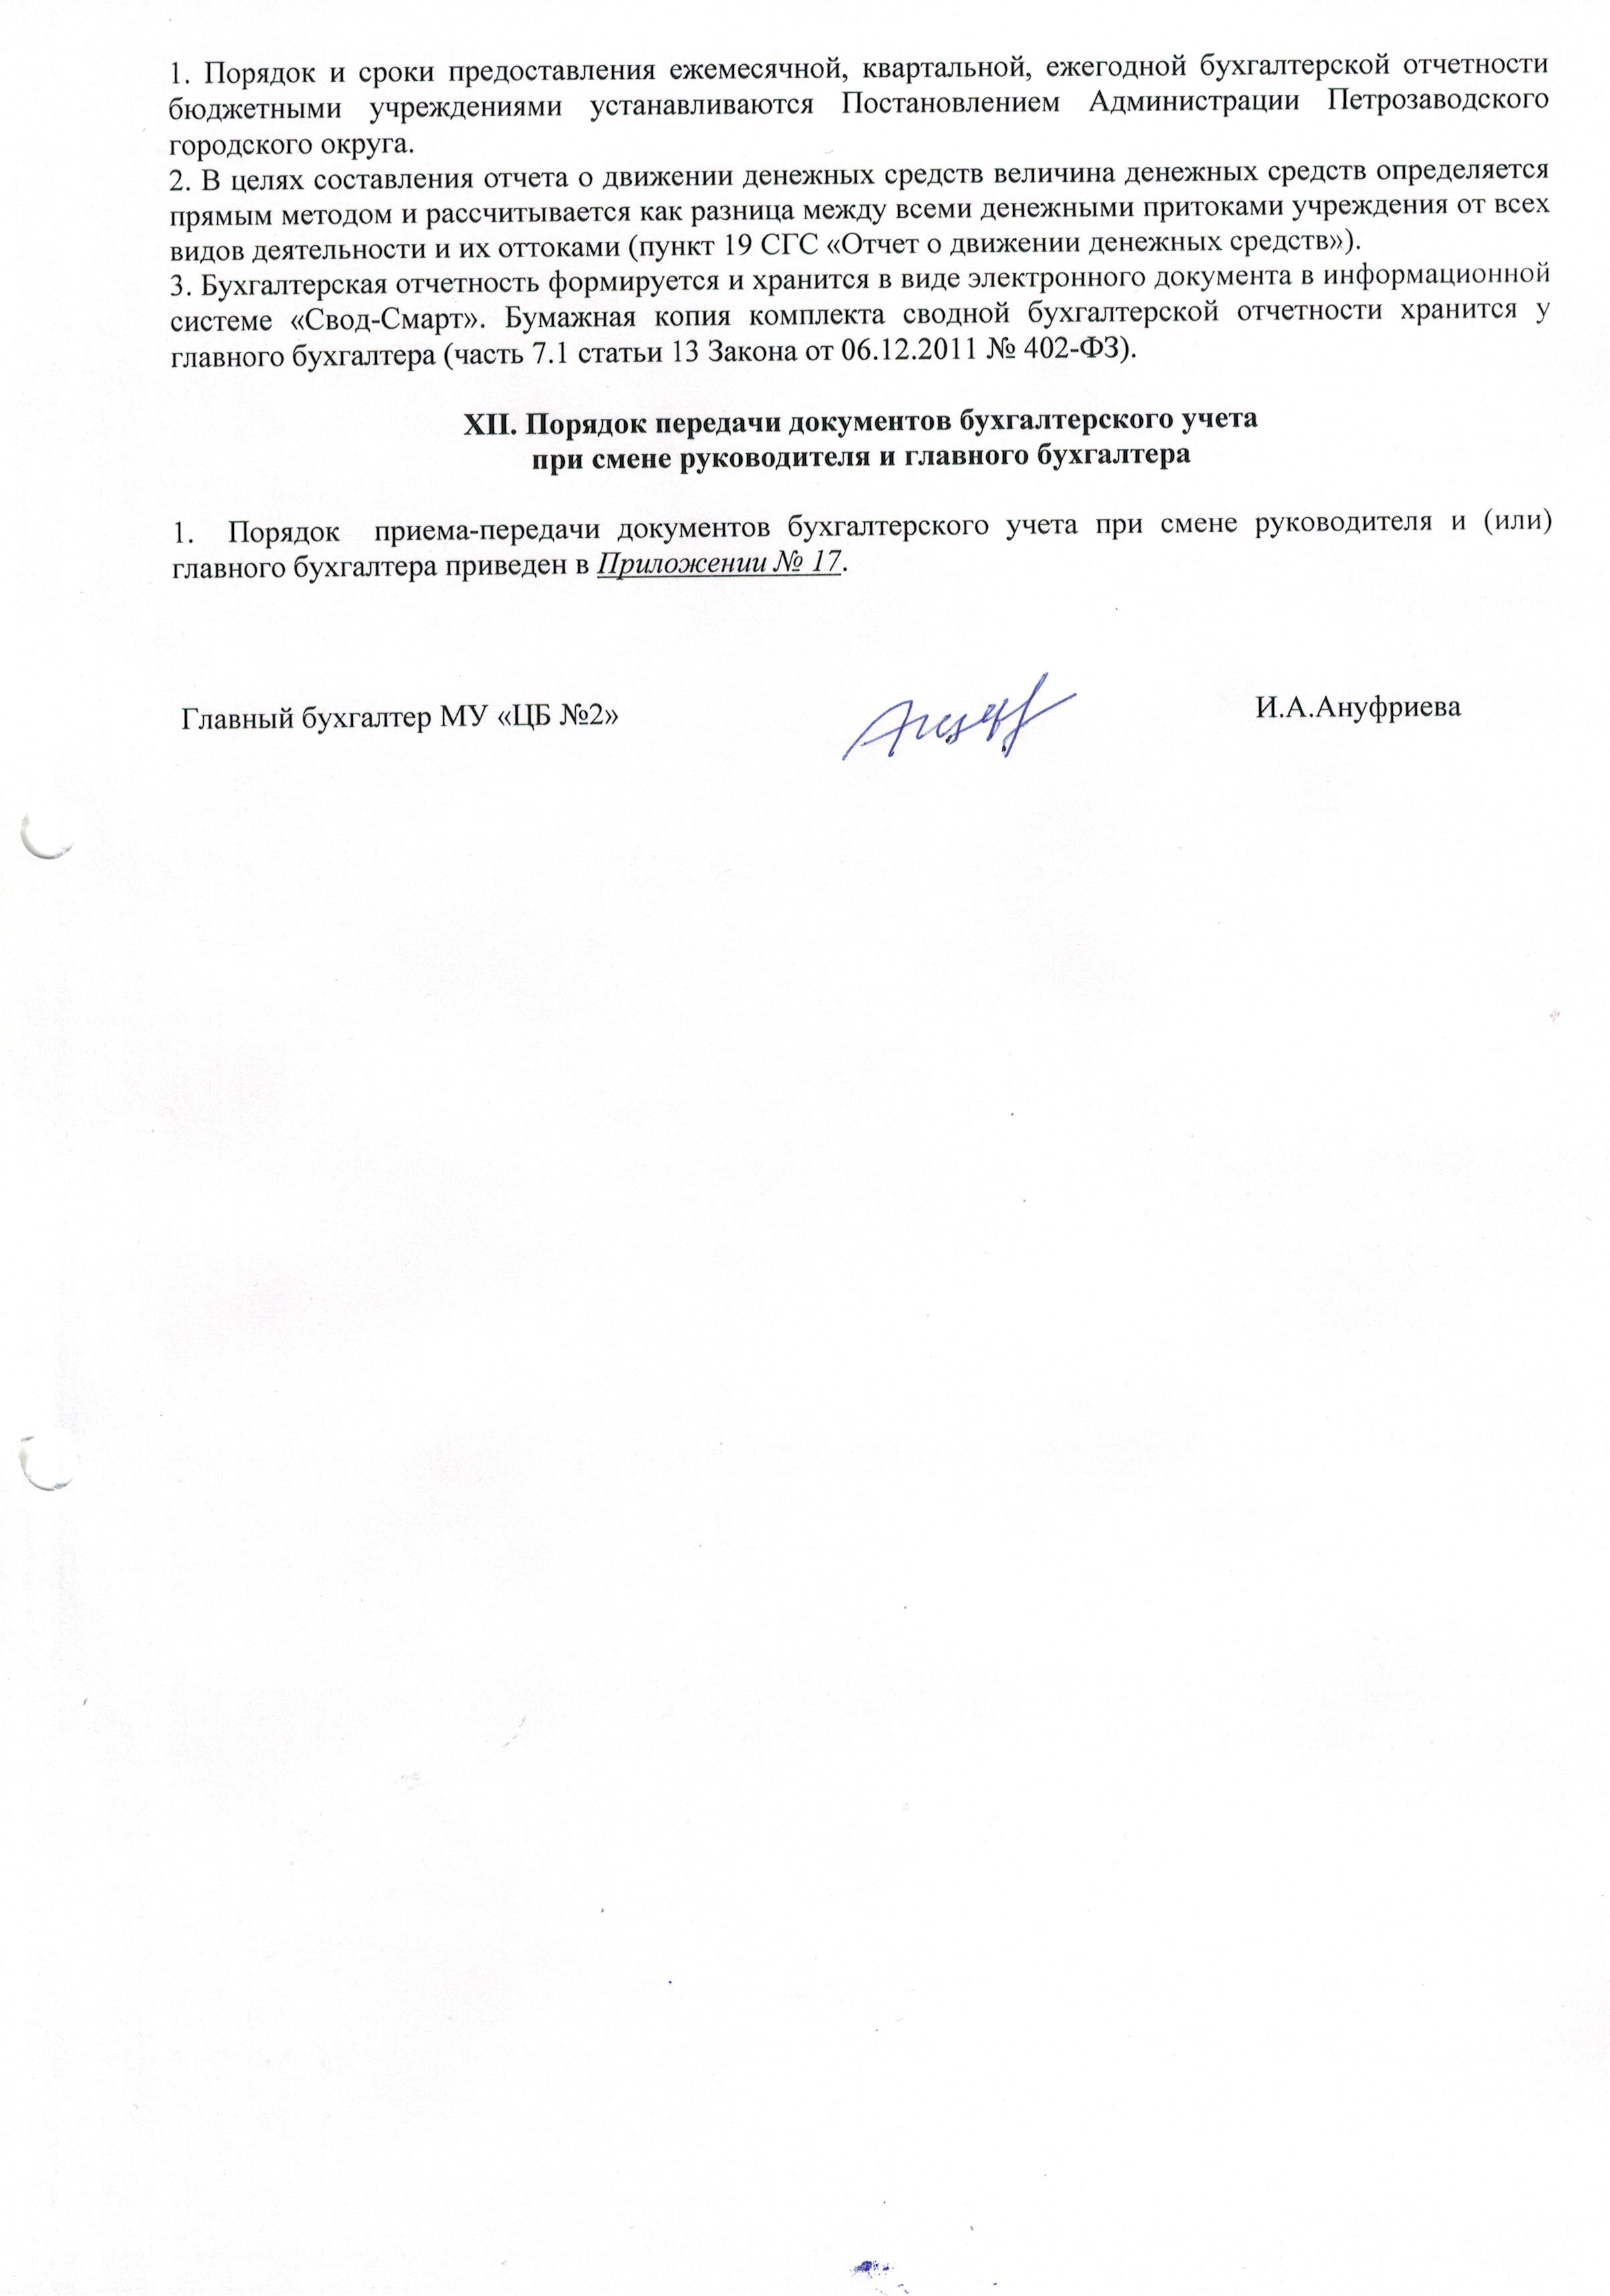 1. Порядок и сроки предоставления ежемесячной, квартальной, ежегодной бухгалтерской отчетности
бюджетными учреждениями устанавливаются Постановлением Администрации Петрозаводского
городского округа.
2. В целях составления отчета о движении денежных средств величина денежных средств определяется
прямым методом и рассчитывается как разница между всеми денежными притоками учреждения от всех
видов деятельности и их оттоками (пункт 19 СГС «Отчет о движении денежных средств»).
3. Бухгалтерская отчетность формируется и хранится в виде электронного документа в информационной
системе «Свод-Смарт». Бумажная копия комплекта сводной бухгалтерской отчетности хранится у
главного бухгалтера (часть 7.1 статьи 13 Закона от 06.12.2011 № 402-ФЗ).
XII. Порядок передачи документов бухгалтерского учета
при смене руководителя и главного бухгалтера
1. Порядок приема-передачи документов бухгалтерского учета при смене руководителя и (или)
главного бухгалтера приведен в Приложении № 17.
Главный бухгалтер МУ «ЦБ №2» И.А.Ануфриева